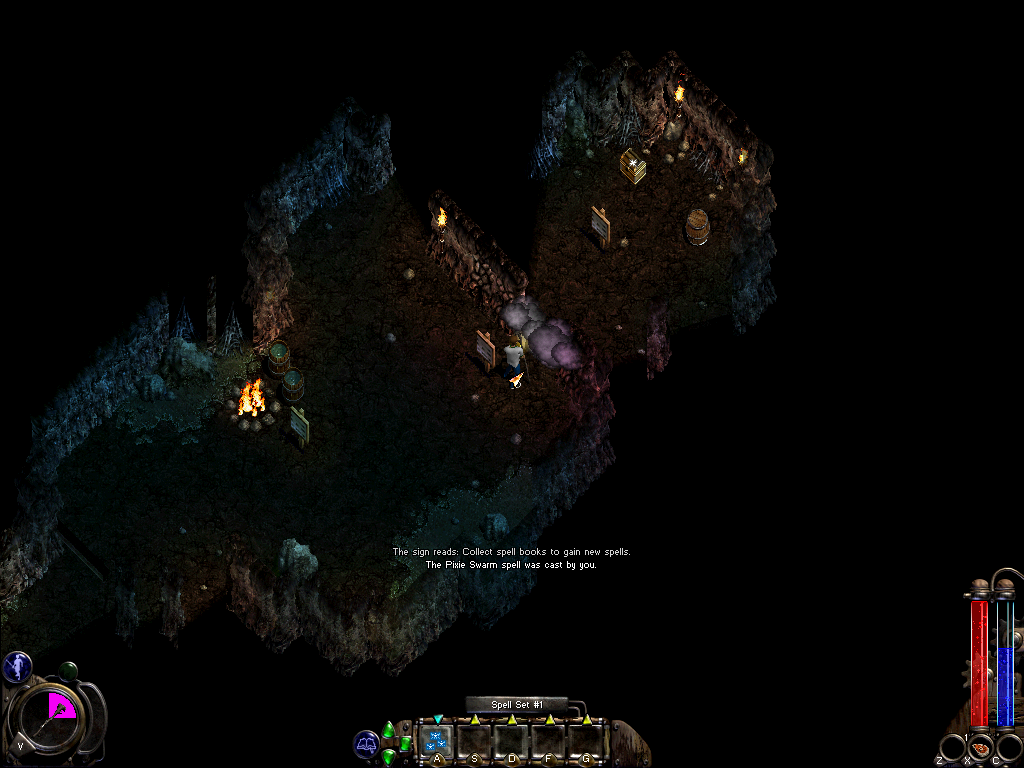 The sign reads: Collect spell books to gain new spells.
The Pixie Swarm spell was cast by you.
Spell Set #1
A S D F G
V
1
Z X C